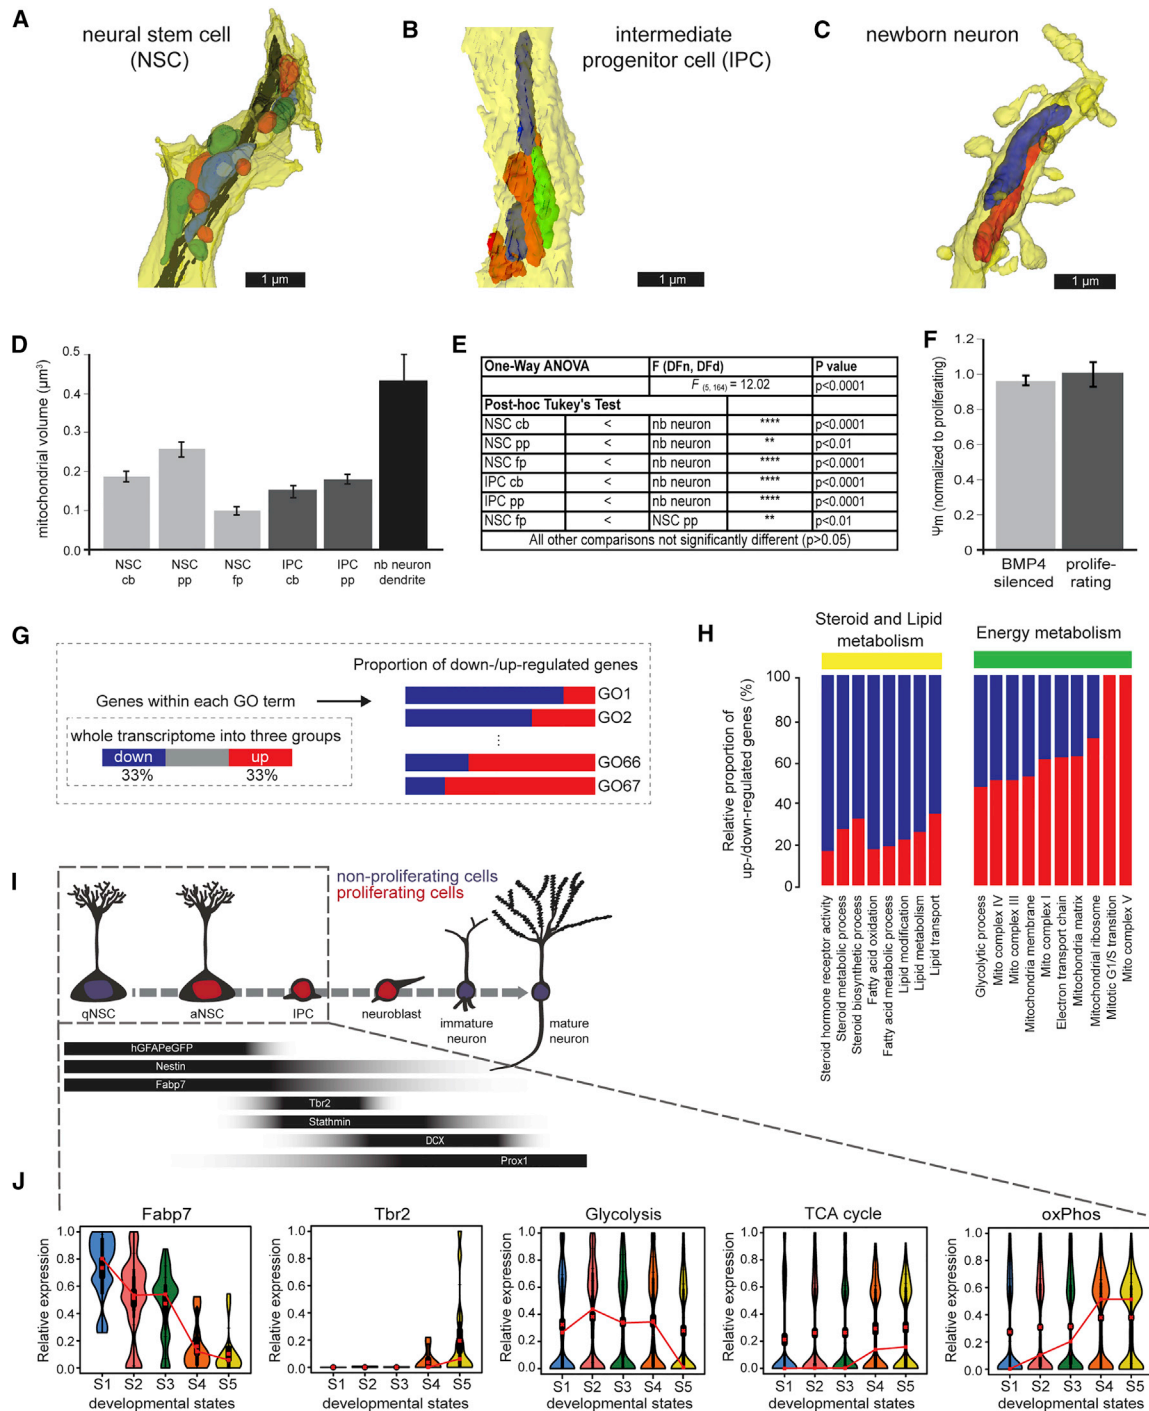 A
neural stem cell
(NSC)
1 μm
B
intermediate
progenitor cell (IPC)
1 μm
C
newborn neuron
1 μm
D
mitochondrial volume (μm³)
0.5
0.4
0.3
0.2
0.1
0.0
NSC cb
NSC pp
NSC fp
IPC cb
IPC pp
nb neuron dendrite
E
One-Way ANOVA F (DFn, DFd) P value
F (5, 164) = 12.02 p<0.0001
Post-hoc Tukey's Test
NSC cb < nb neuron **** p<0.0001
NSC pp < nb neuron ** p<0.01
NSC fp < nb neuron **** p<0.0001
IPC cb < nb neuron **** p<0.0001
IPC pp < nb neuron **** p<0.0001
NSC fp < NSC pp ** p<0.01
All other comparisons not significantly different (p>0.05)
F
Ψm (normalized to proliferating)
1.2
1.0
0.8
0.6
0.4
0.2
0
BMP4
silenced
prolife-
rating
G
Genes within each GO term
whole transcriptome into three groups
down up
33% 33%
Proportion of down-/up-regulated genes
GO1
GO2
⋮
GO66
GO67
H
Steroid and Lipid
metabolism
Energy metabolism
Relative proportion of
up-/down-regulated genes (%)
100
80
60
40
20
0
Steroid hormone receptor activity
Steroid metabolic process
Steroid biosynthetic process
Fatty acid oxidation
Fatty acid metabolic process
Lipid modification
Lipid metabolism
Lipid transport
Glycolytic process
Mito complex IV
Mito complex III
Mitochondria membrane
Mito complex I
Electron transport chain
Mitochondria matrix
Mitochondrial ribosome
Mitotic G1/S transition
Mito complex V
I
non-proliferating cells
proliferating cells
qNSC
aNSC
IPC
neuroblast
immature
neuron
mature
neuron
hGFAPeGFP
Nestin
Fabp7
Tbr2
Stathmin
DCX
Prox1
J
Fabp7
Relative expression
1.0
0.8
0.6
0.4
0.2
0.0
S1 S2 S3 S4 S5
developmental states
Tbr2
Relative expression
1.0
0.8
0.6
0.4
0.2
0.0
S1 S2 S3 S4 S5
developmental states
Glycolysis
Relative expression
1.0
0.8
0.6
0.4
0.2
0.0
S1 S2 S3 S4 S5
developmental states
TCA cycle
Relative expression
1.0
0.8
0.6
0.4
0.2
0.0
S1 S2 S3 S4 S5
developmental states
oxPhos
Relative expression
1.0
0.8
0.6
0.4
0.2
0.0
S1 S2 S3 S4 S5
developmental states